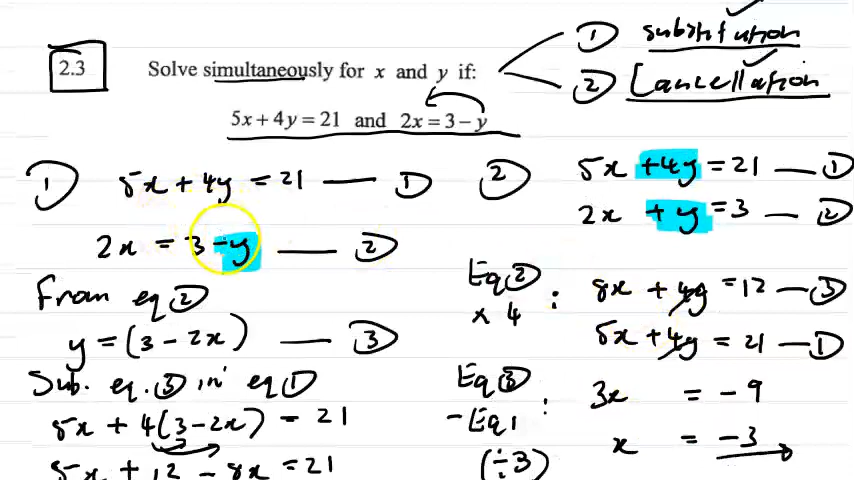 ① substitution
2.3 Solve simultaneously for x and y if:
② Cancellation
5x + 4y = 21 and 2x = 3 − y
① 5x + 4y = 21 — ①
2x = 3 − y — ②
From eq ②
y = (3 − 2x) — ③
Sub. eq. ③ in eq ①
5x + 4(3 − 2x) = 21
5x + 12 − 8x = 21
② 5x + 4y = 21 — ①
2x + y = 3 — ②
Eq ② × 4 : 8x + 4y = 12 — ③
5x + 4y = 21 — ①
Eq ③ − Eq 1 : 3x = −9
(÷3) x = −3